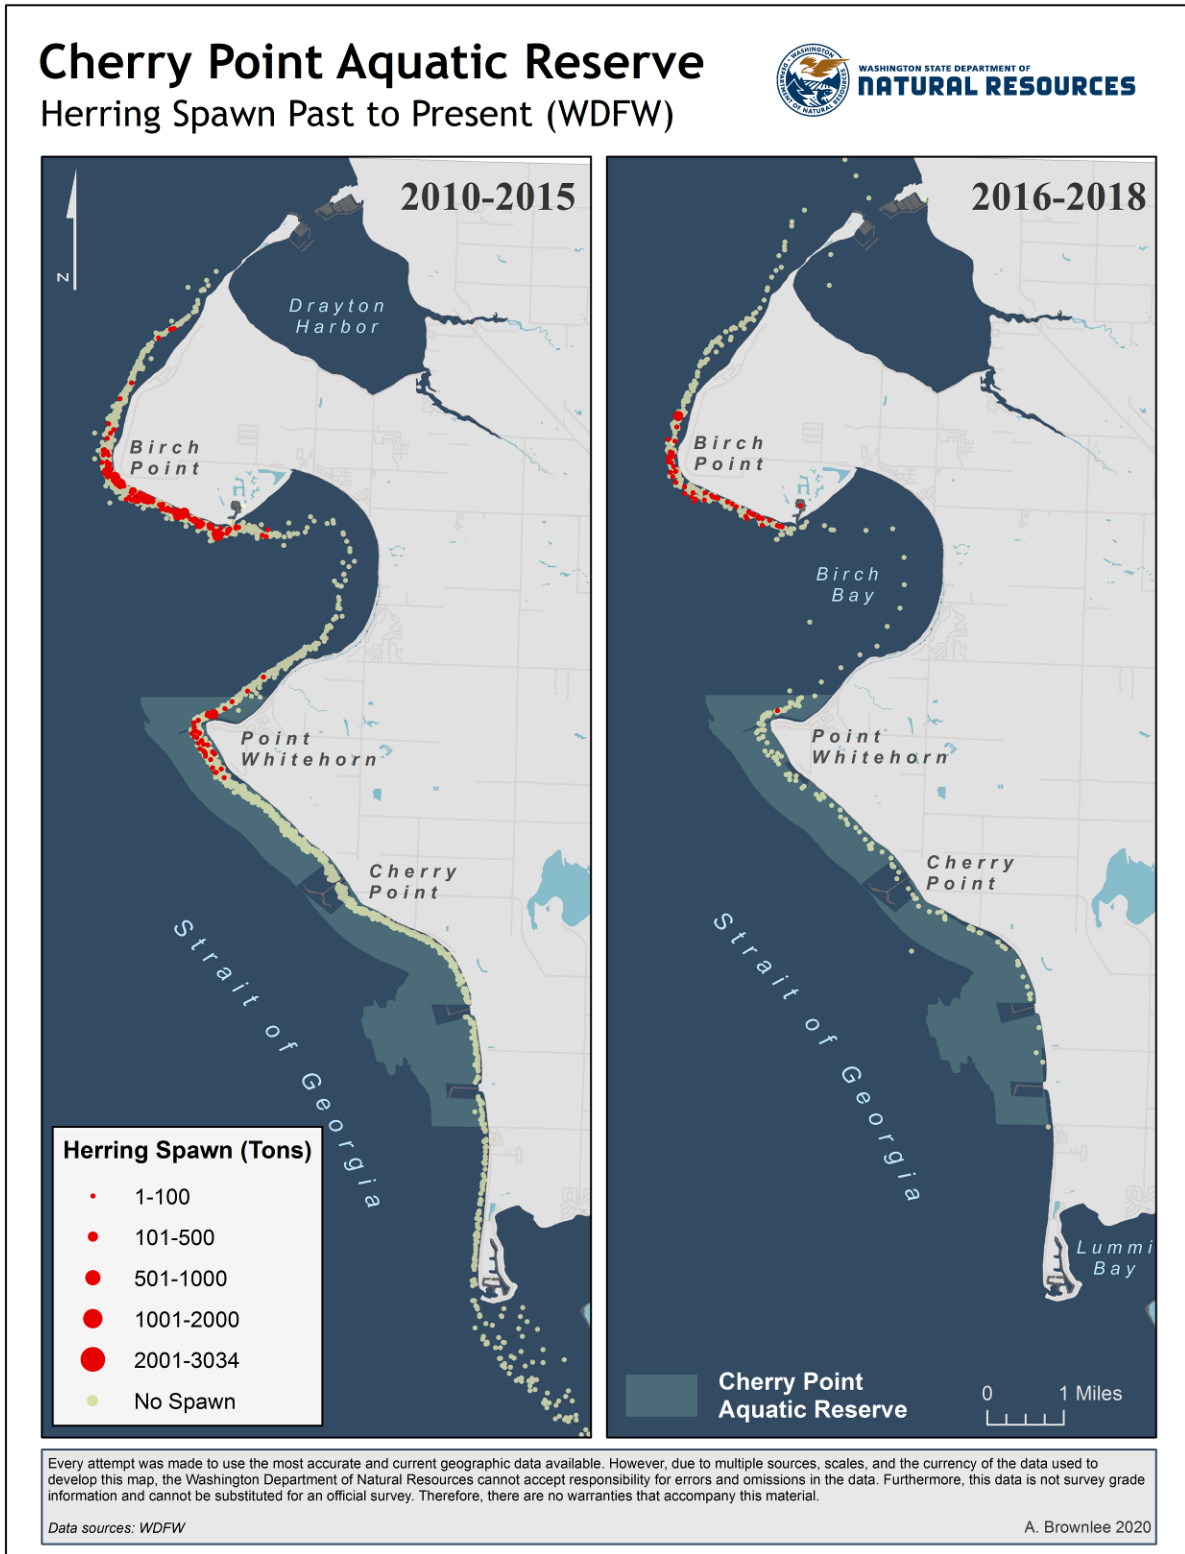 Cherry Point Aquatic Reserve
Herring Spawn Past to Present (WDFW)
WASHINGTON STATE DEPARTMENT OF
NATURAL RESOURCES
WASHINGTON
DEPARTMENT OF NATURAL RESOURCES
2010-2015
N
Drayton
Harbor
Birch
Point
Point
Whitehorn
Cherry
Point
Strait of Georgia
Herring Spawn (Tons)
1-100
101-500
501-1000
1001-2000
2001-3034
No Spawn
2016-2018
Birch
Point
Birch
Bay
Point
Whitehorn
Cherry
Point
Strait of Georgia
Lummi
Bay
Cherry Point
Aquatic Reserve
0 1 Miles
Every attempt was made to use the most accurate and current geographic data available. However, due to multiple sources, scales, and the currency of the data used to
develop this map, the Washington Department of Natural Resources cannot accept responsibility for errors and omissions in the data. Furthermore, this data is not survey grade
information and cannot be substituted for an official survey. Therefore, there are no warranties that accompany this material.
Data sources: WDFW
A. Brownlee 2020